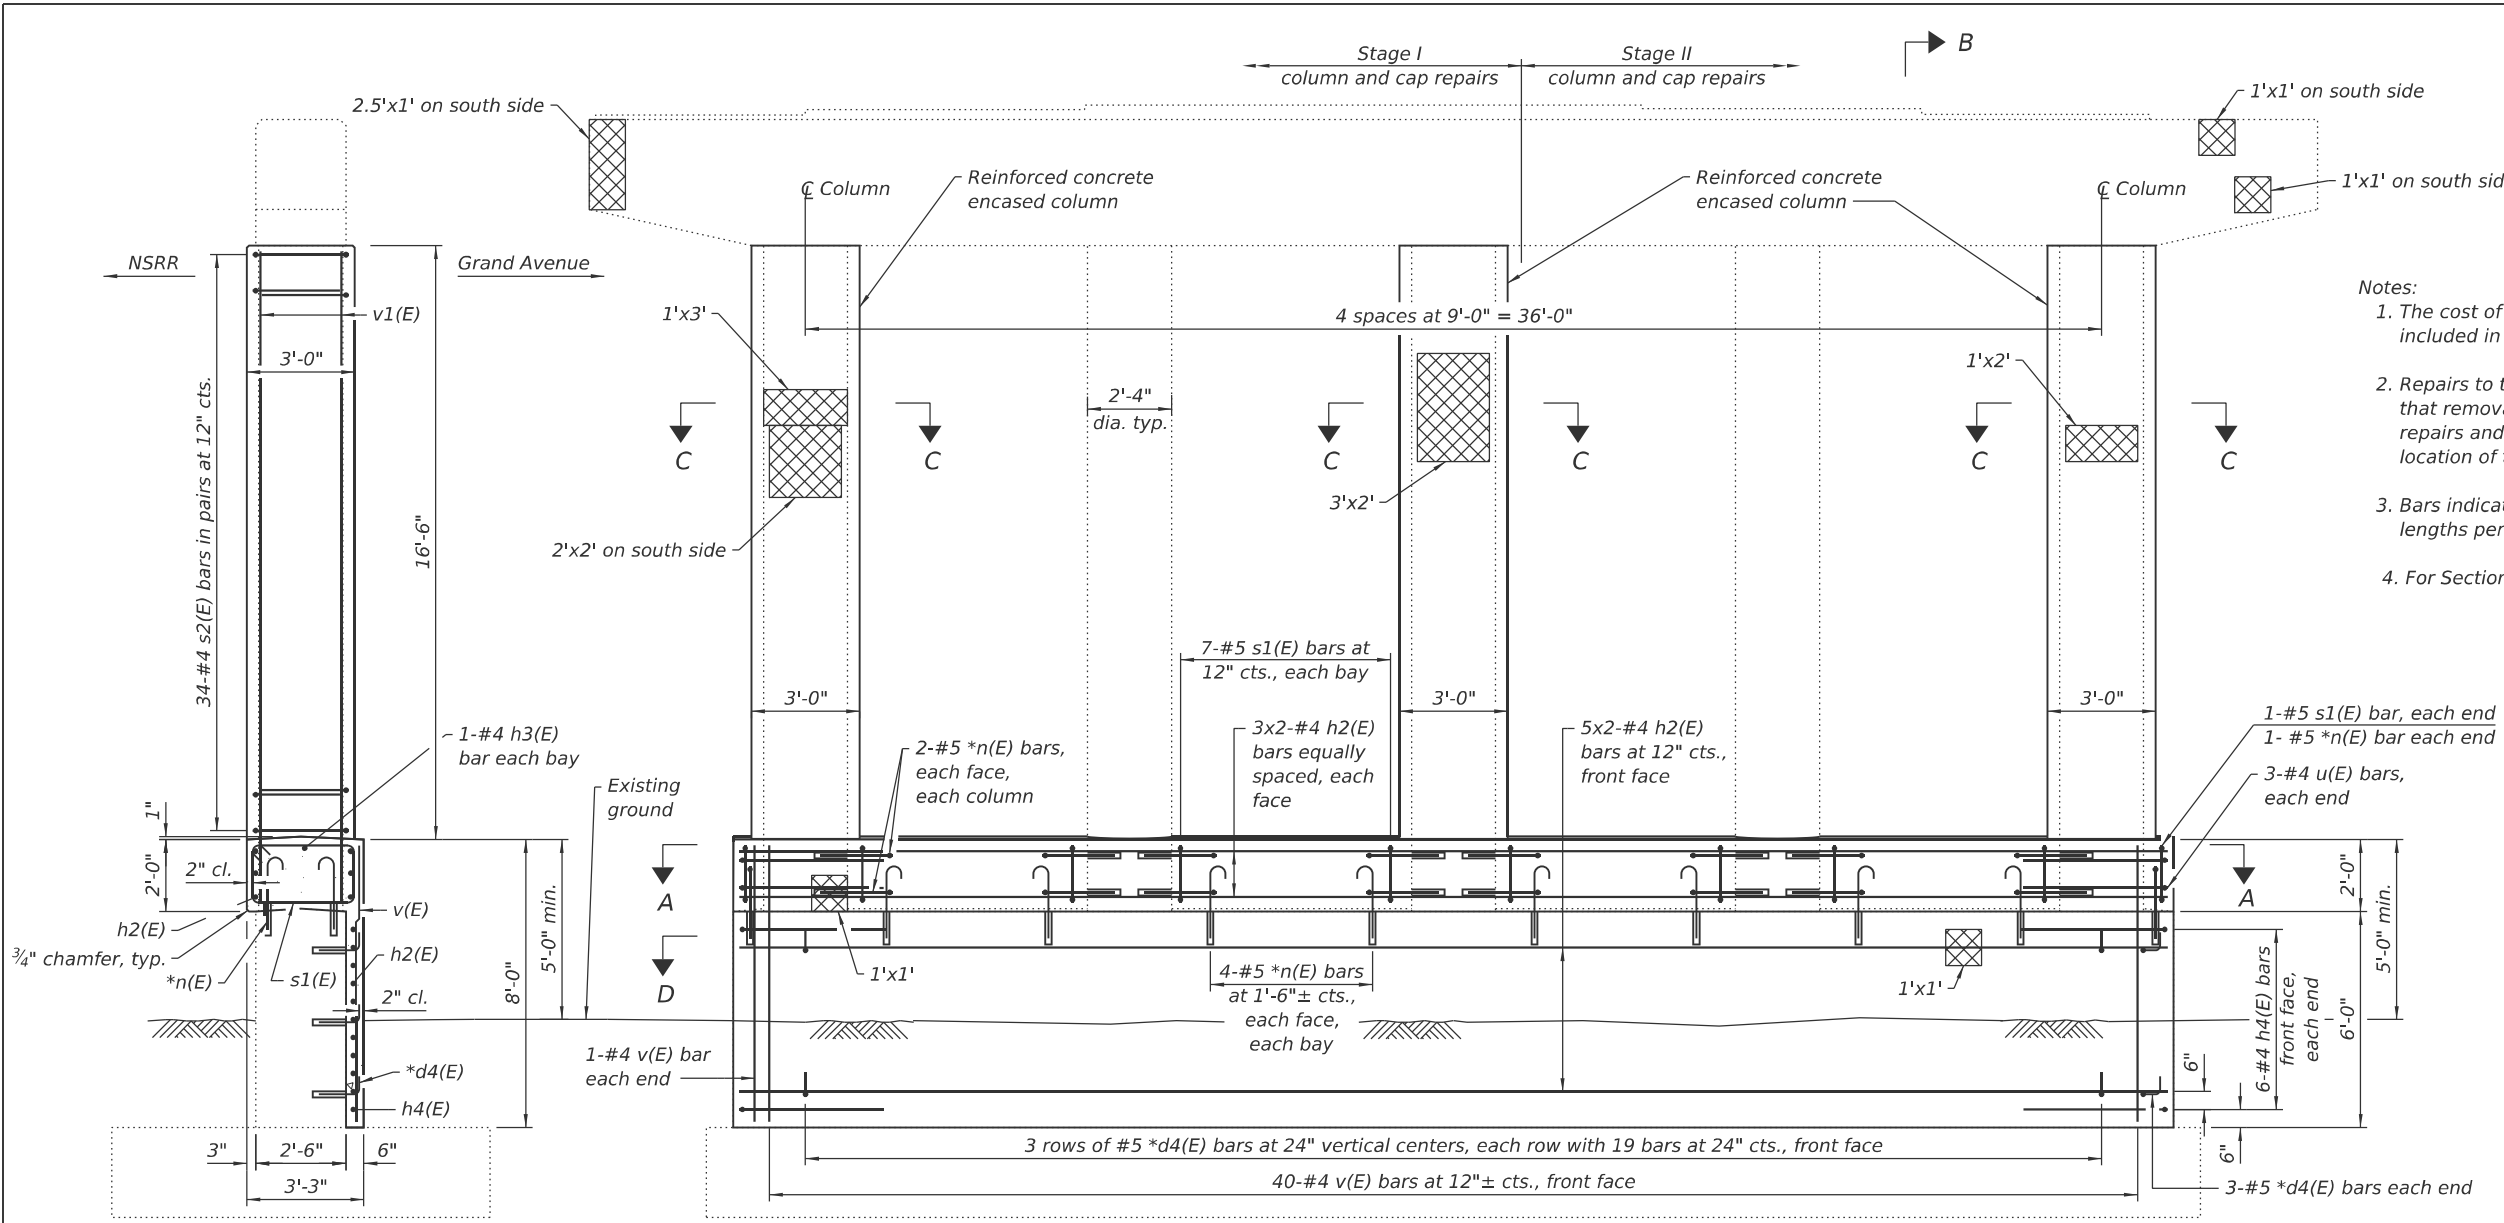 Stage I
column and cap repairs
Stage II
column and cap repairs
B
2.5'x1' on south side
1'x1' on south side
1'x1' on south sid
℄ Column
Reinforced concrete
encased column
Reinforced concrete
encased column
℄ Column
NSRR
Grand Avenue
v1(E)
3'-0"
34-#4 s2(E) bars in pairs at 12" cts.
16'-6"
1'x3'
4 spaces at 9'-0" = 36'-0"
2'-4"
dia. typ.
1'x2'
C
C
C
C
C
C
3'x2'
2'x2' on south side
Notes:
1. The cost of
included in
2. Repairs to t
that remova
repairs and
location of t
3. Bars indicat
lengths per
4. For Section
7-#5 s1(E) bars at
12" cts., each bay
3'-0"
3'-0"
3'-0"
1-#4 h3(E)
bar each bay
2-#5 *n(E) bars,
each face,
each column
3x2-#4 h2(E)
bars equally
spaced, each
face
5x2-#4 h2(E)
bars at 12" cts.,
front face
1-#5 s1(E) bar, each end
1- #5 *n(E) bar each end
3-#4 u(E) bars,
each end
Existing
ground
1"
2'-0"
2" cl.
h2(E)
¾" chamfer, typ.
*n(E)
s1(E)
v(E)
h2(E)
2" cl.
*d4(E)
h4(E)
8'-0"
5'-0" min.
A
D
A
1'x1'
4-#5 *n(E) bars
at 1'-6"± cts.,
each face,
each bay
1'x1'
2'-0"
5'-0" min.
6'-0"
6-#4 h4(E) bars
front face,
each end
6"
6"
1-#4 v(E) bar
each end
3"
2'-6"
6"
3'-3"
3 rows of #5 *d4(E) bars at 24" vertical centers, each row with 19 bars at 24" cts., front face
40-#4 v(E) bars at 12"± cts., front face
3-#5 *d4(E) bars each end